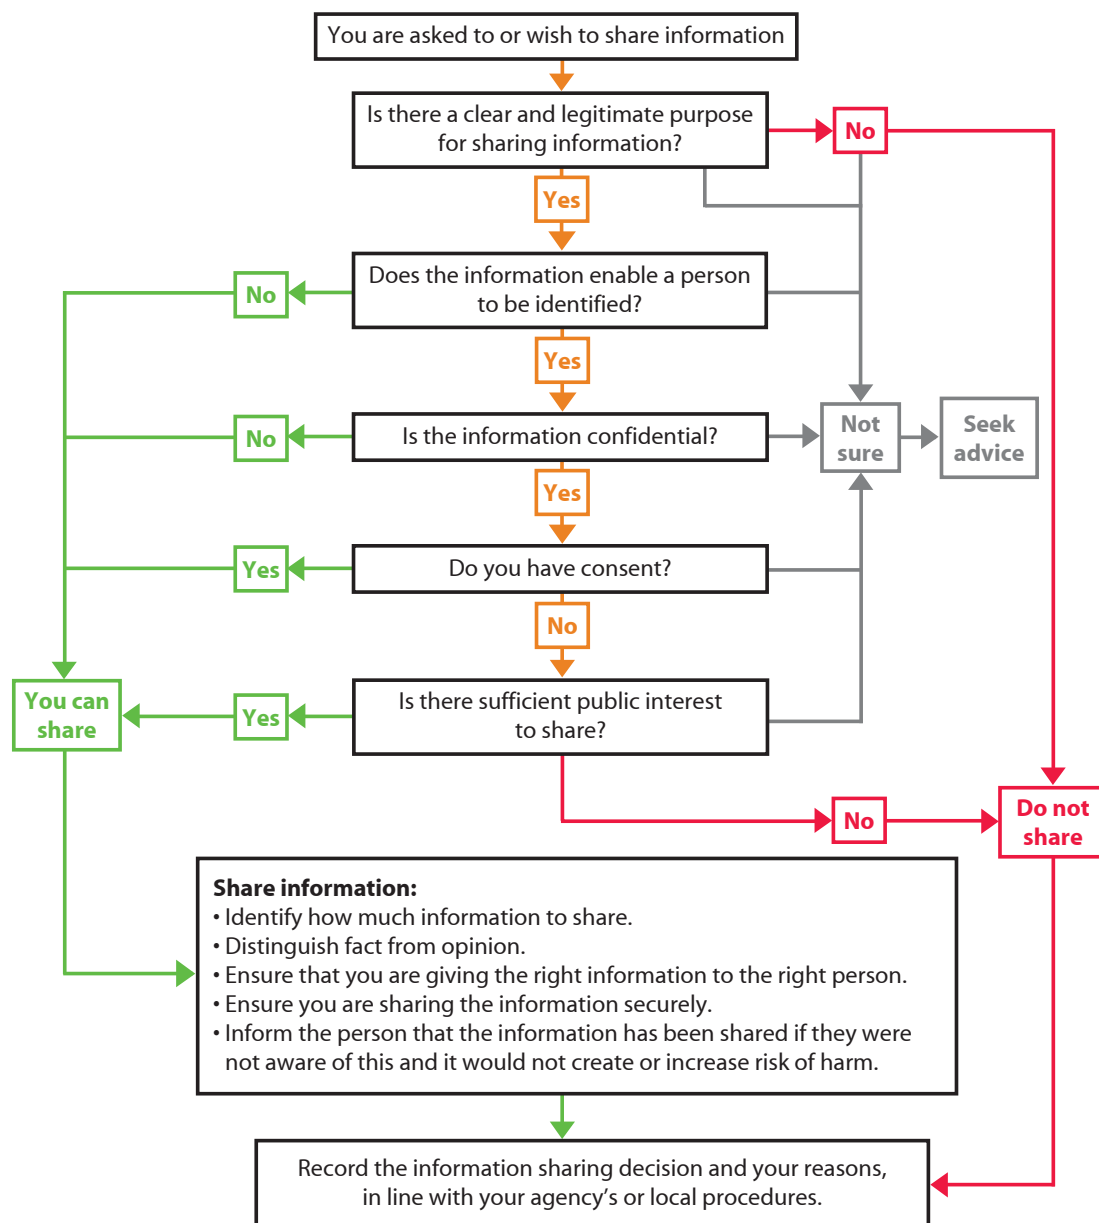 You are asked to or wish to share information
Is there a clear and legitimate purpose
for sharing information?
No
Yes
Does the information enable a person
to be identified?
No
Yes
Is the information confidential?
No
Not
sure
Seek
advice
Yes
Do you have consent?
Yes
No
Is there sufficient public interest
to share?
Yes
You can
share
No
Do not
share
Share information:
• Identify how much information to share.
• Distinguish fact from opinion.
• Ensure that you are giving the right information to the right person.
• Ensure you are sharing the information securely.
• Inform the person that the information has been shared if they were
not aware of this and it would not create or increase risk of harm.
Record the information sharing decision and your reasons,
in line with your agency’s or local procedures.